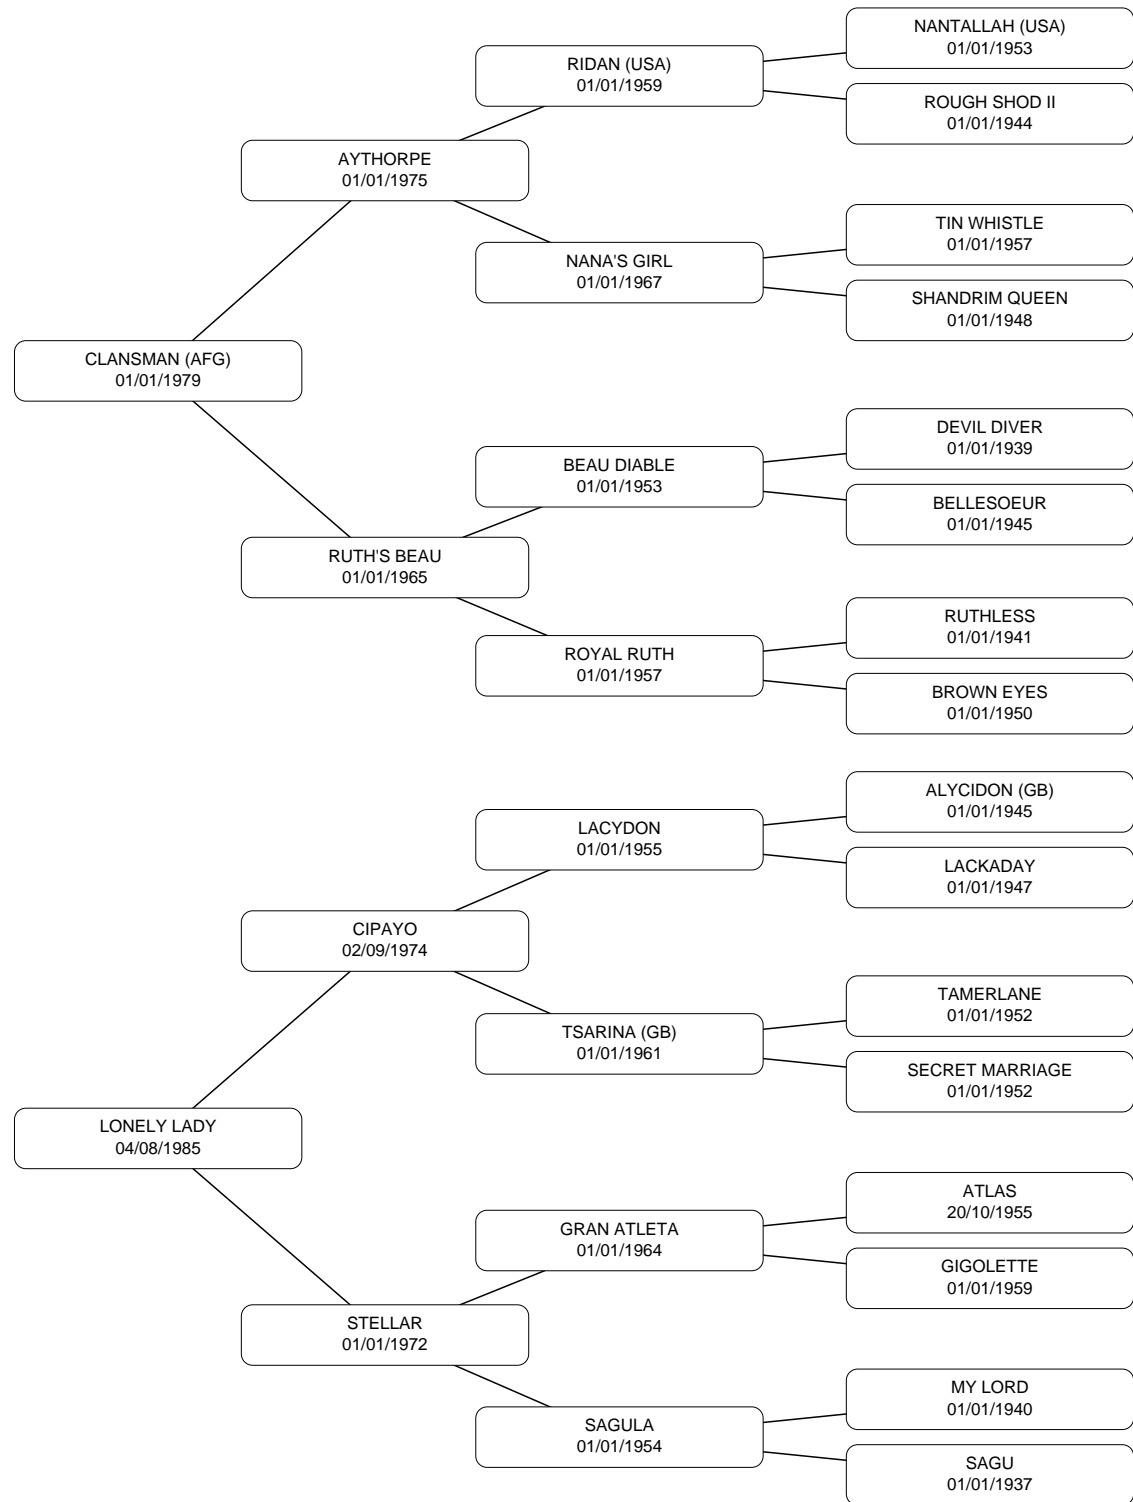 NANTALLAH (USA)
01/01/1953
RIDAN (USA)
01/01/1959
ROUGH SHOD II
01/01/1944
AYTHORPE
01/01/1975
TIN WHISTLE
01/01/1957
NANA'S GIRL
01/01/1967
SHANDRIM QUEEN
01/01/1948
CLANSMAN (AFG)
01/01/1979
DEVIL DIVER
01/01/1939
BEAU DIABLE
01/01/1953
BELLESOEUR
01/01/1945
RUTH'S BEAU
01/01/1965
RUTHLESS
01/01/1941
ROYAL RUTH
01/01/1957
BROWN EYES
01/01/1950
ALYCIDON (GB)
01/01/1945
LACYDON
01/01/1955
LACKADAY
01/01/1947
CIPAYO
02/09/1974
TAMERLANE
01/01/1952
TSARINA (GB)
01/01/1961
SECRET MARRIAGE
01/01/1952
LONELY LADY
04/08/1985
ATLAS
20/10/1955
GRAN ATLETA
01/01/1964
GIGOLETTE
01/01/1959
STELLAR
01/01/1972
MY LORD
01/01/1940
SAGULA
01/01/1954
SAGU
01/01/1937